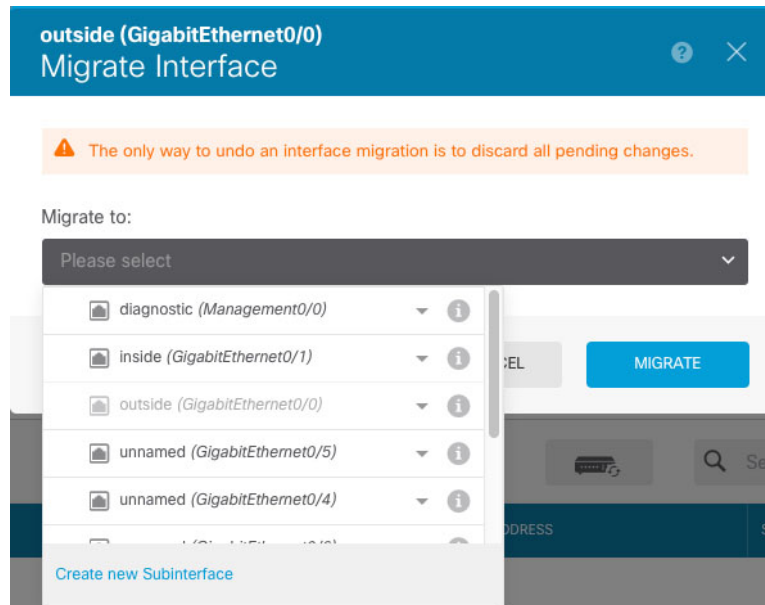 outside (GigabitEthernet0/0)
Migrate Interface
The only way to undo an interface migration is to discard all pending changes.
Migrate to:
Please select
diagnostic (Management0/0)
inside (GigabitEthernet0/1)
CEL
MIGRATE
outside (GigabitEthernet0/0)
unnamed (GigabitEthernet0/5)
Se
unnamed (GigabitEthernet0/4)
DDRESS
S
Create new Subinterface